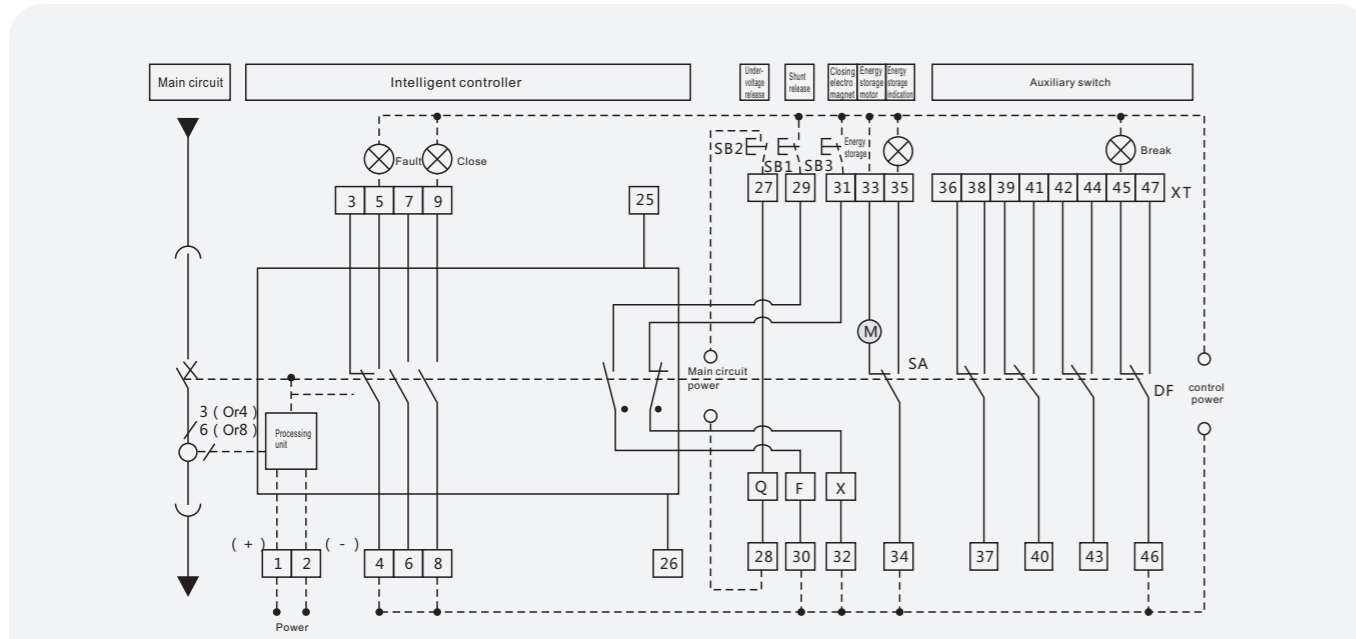 Main circuit
Intelligent controller
Under-
voltage
release
Shunt
release
Closing
electro
magnet
Energy
storage
motor
Energy
storage
indication
Auxiliary switch
Fault
Close
SB2
SB1
SB3
Energy
storage
Break
3 5 7 9
25
27 29 31 33 35
36 38 39 41 42 44 45 47 XT
M
SA
Main circuit
power
DF
control
power
3 ( Or4 )
6 ( Or8 )
Processing
unit
Q F X
( + ) ( - )
1 2 4 6 8
26
28 30 32 34 37 40 43 46
Power